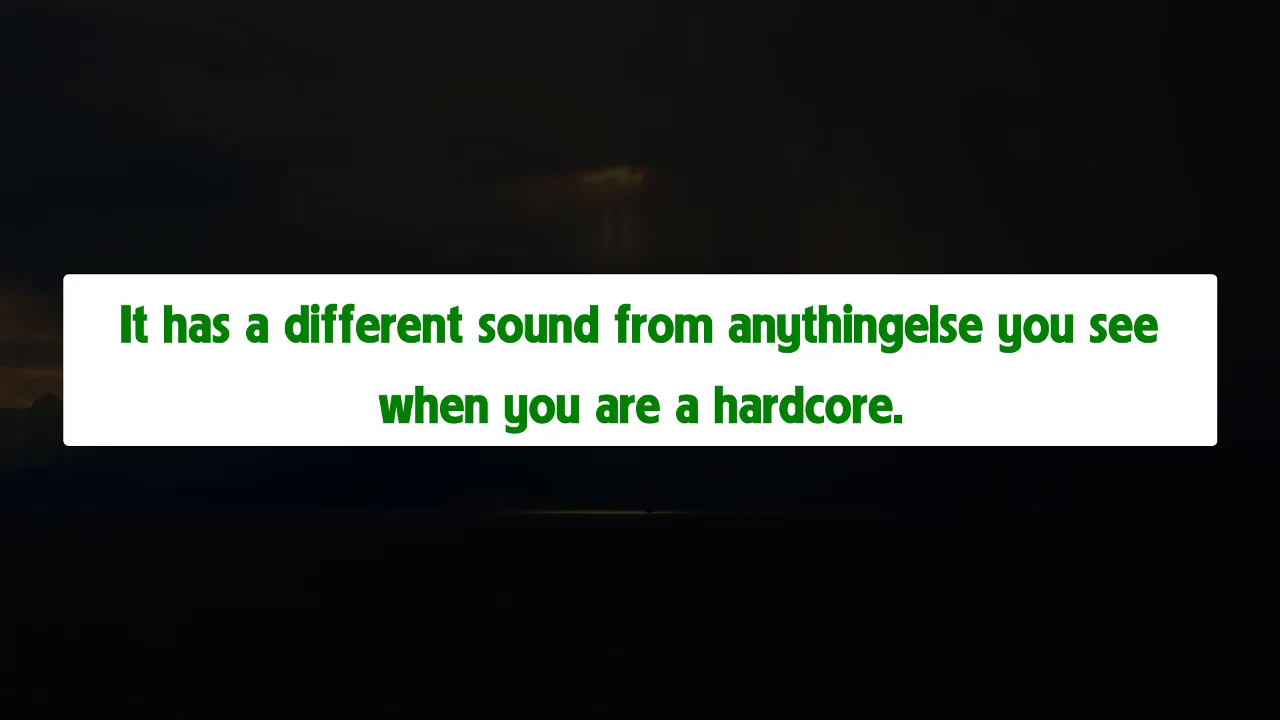 It has a different sound from anythingelse you see
when you are a hardcore.